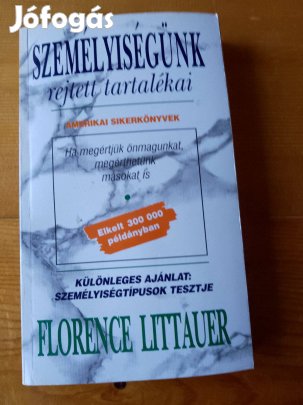 Jófogás
SZEMÉLYISÉGÜNK
rejtett tartalékai
AMERIKAI SIKERKÖNYVEK
Ha megértjük önmagunkat,
megérthetünk
másokat is
Elkelt 300 000
példányban
KÜLÖNLEGES AJÁNLAT:
SZEMÉLYISÉGTÍPUSOK TESZTJE
FLORENCE LITTAUER